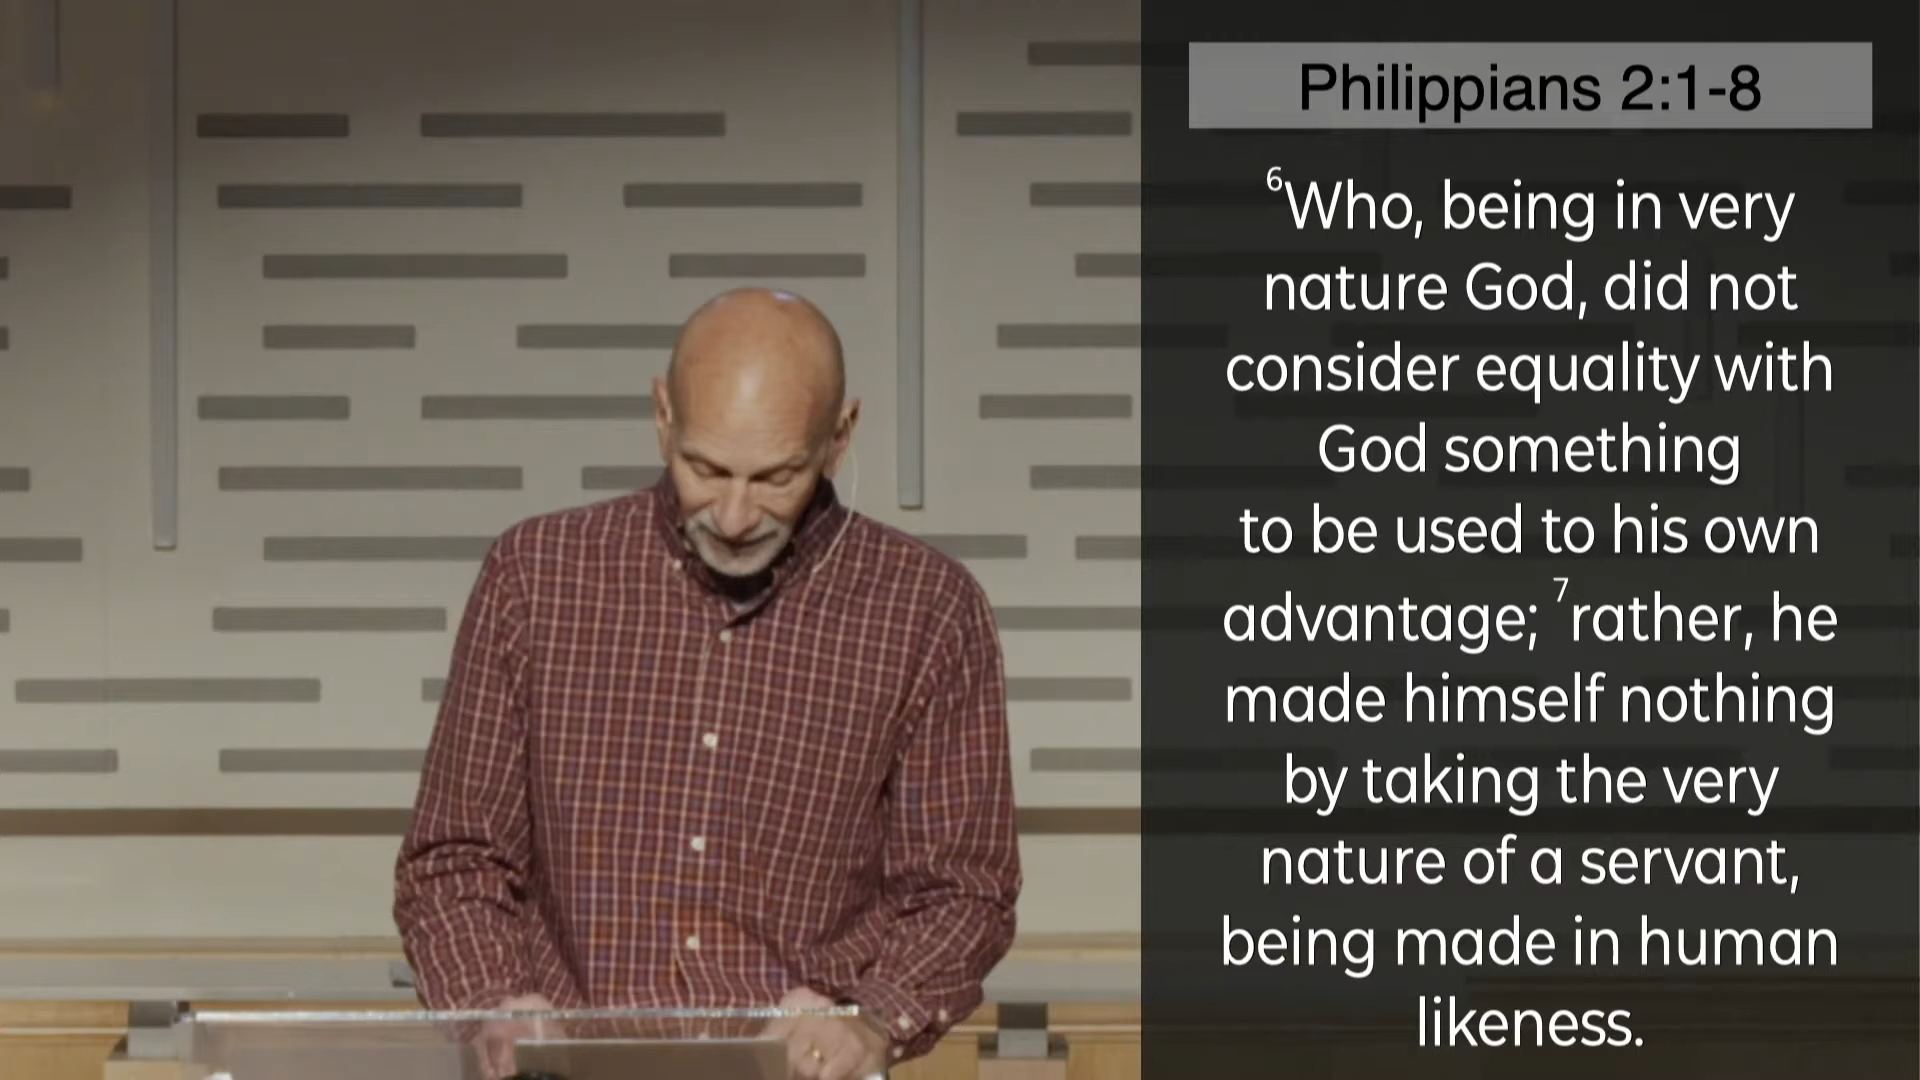 Philippians 2:1-8
⁶Who, being in very
nature God, did not
consider equality with
God something
to be used to his own
advantage; ⁷rather, he
made himself nothing
by taking the very
nature of a servant,
being made in human
likeness.